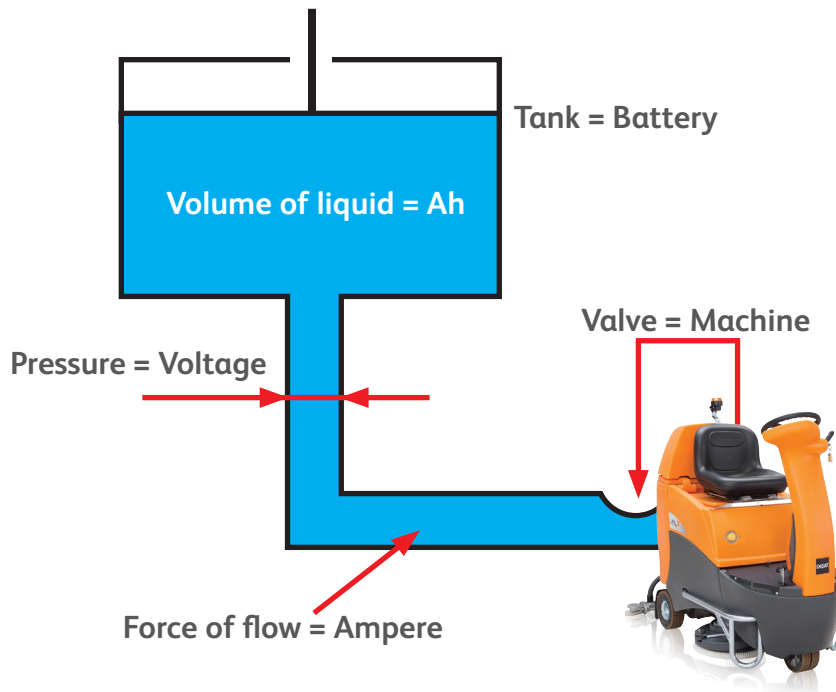 Tank = Battery
Volume of liquid = Ah
Valve = Machine
Pressure = Voltage
Force of flow = Ampere